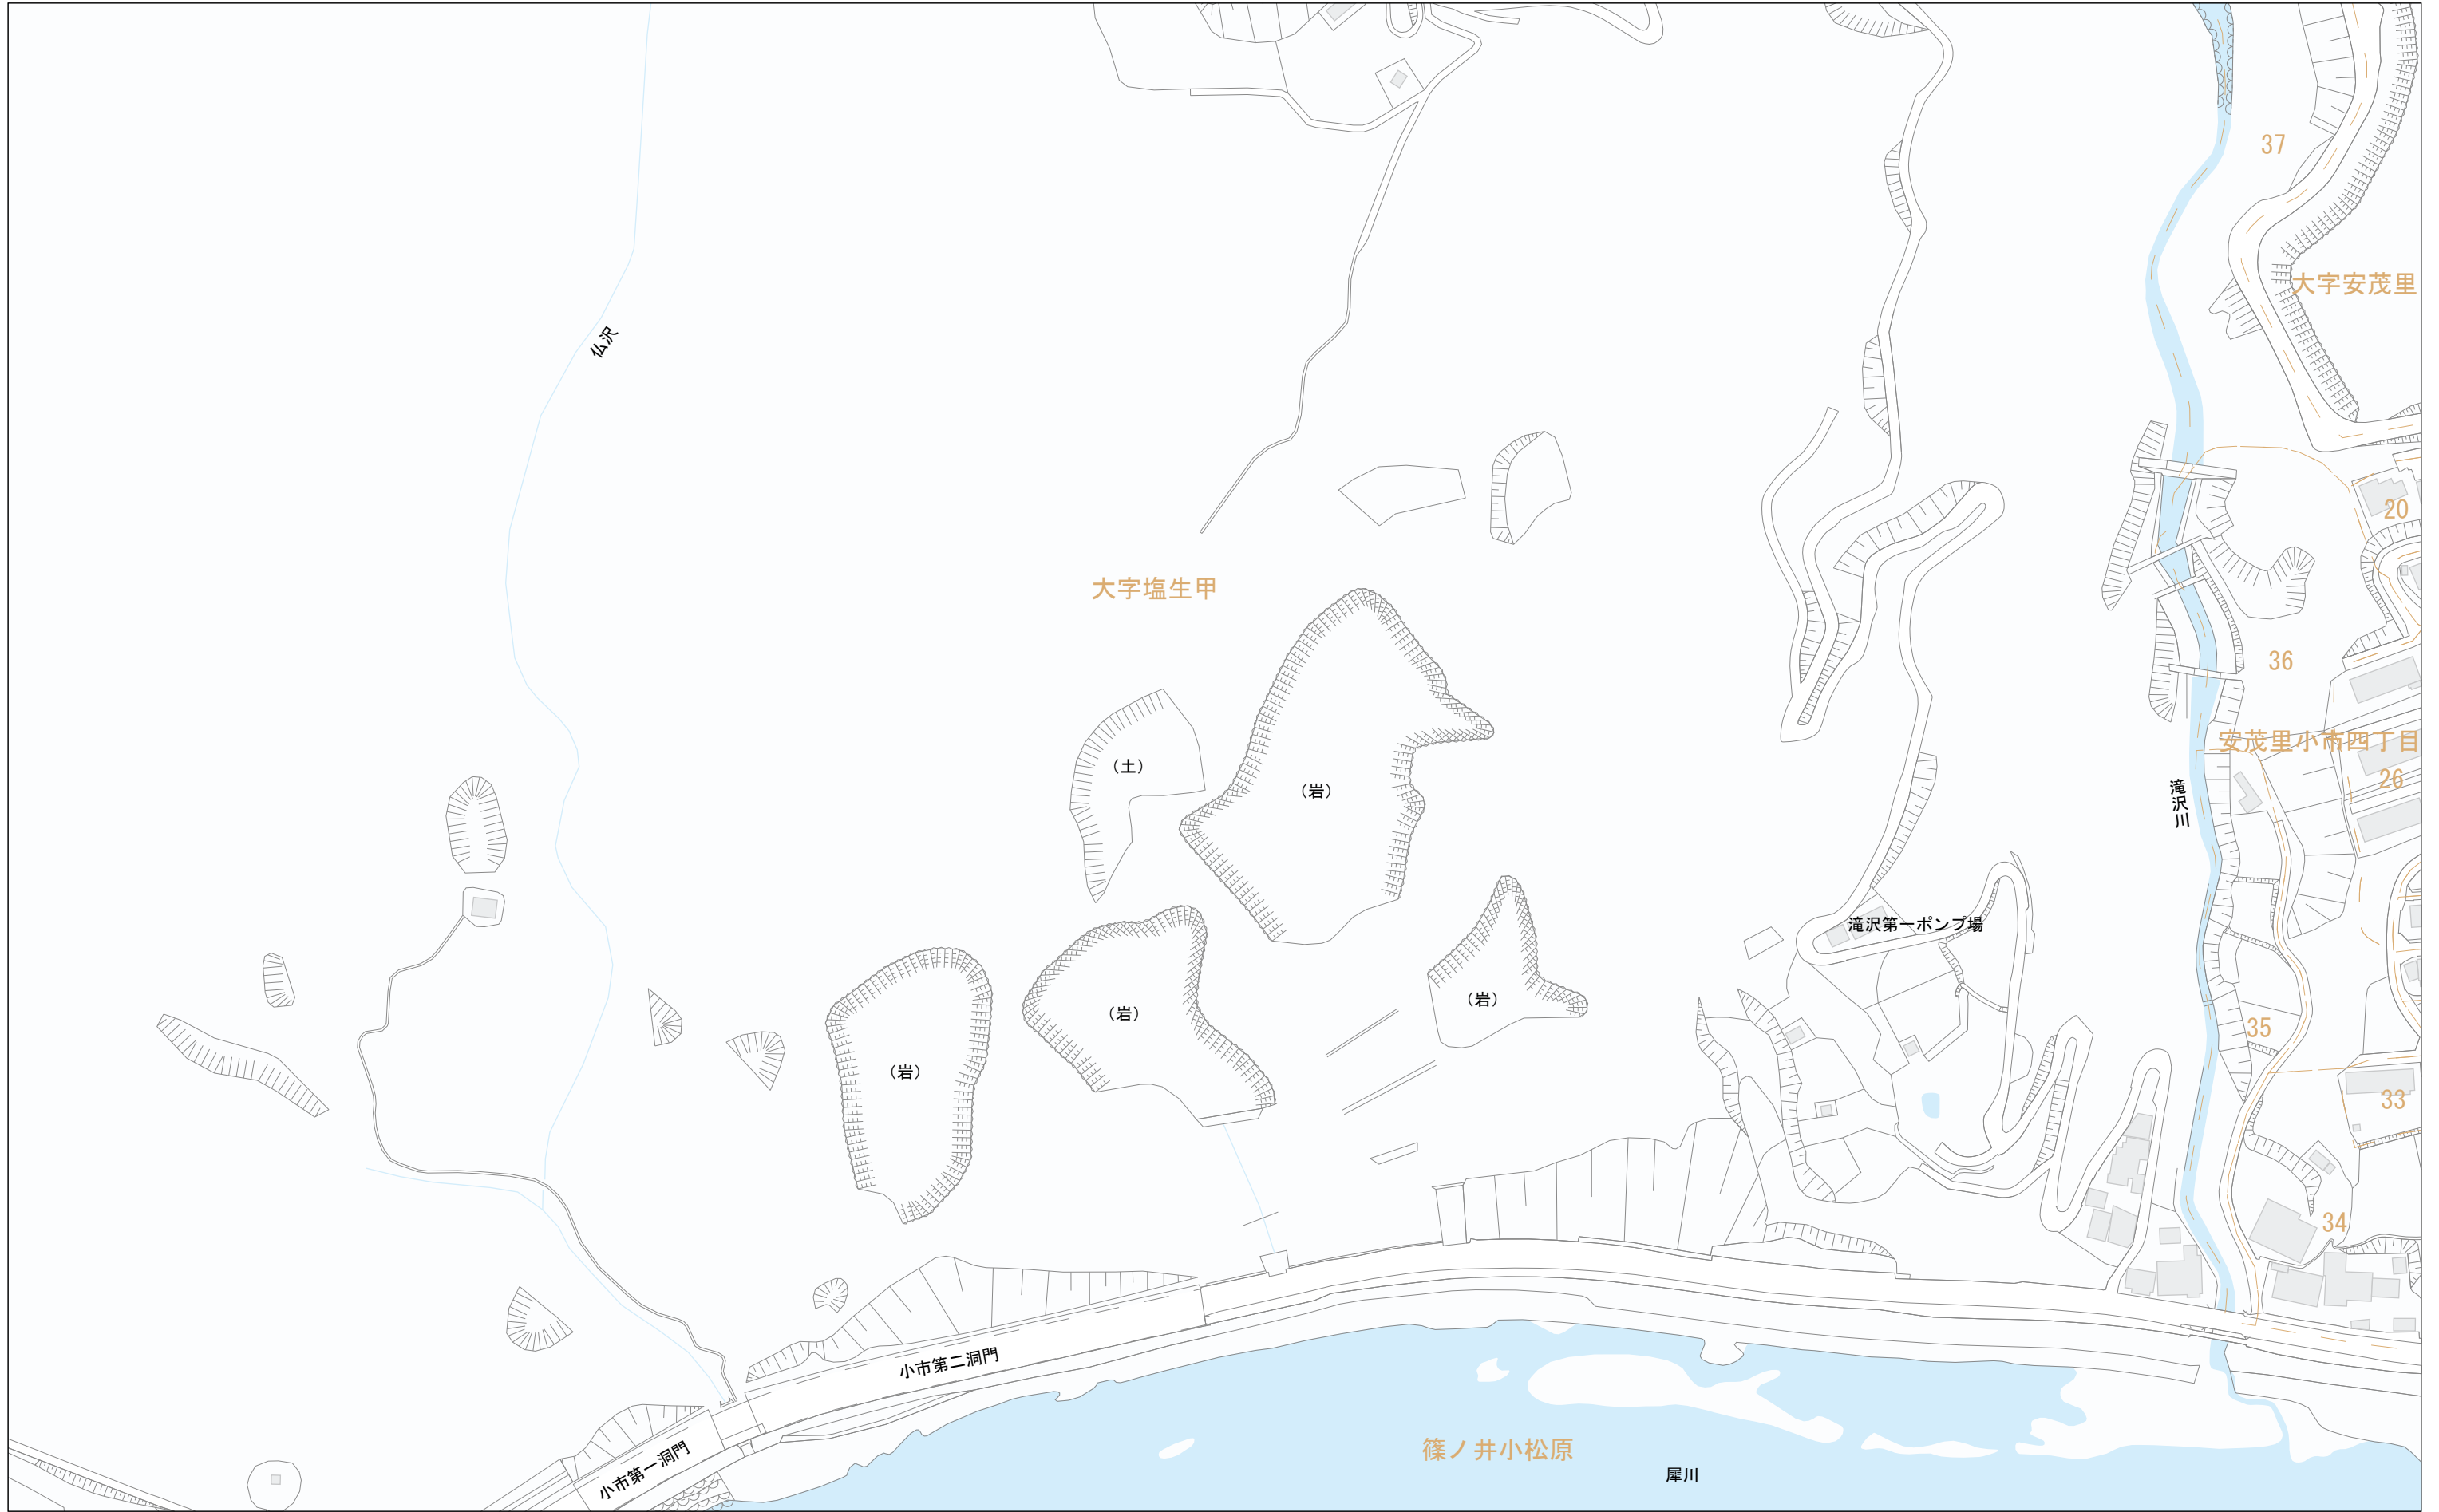 37
大字安茂里
仏沢
20
大字塩生甲
36
安茂里小市四丁目
(土)
26
(岩)
滝沢川
滝沢第一ポンプ場
(岩)
(岩)
35
(岩)
33
34
小市第二洞門
篠ノ井小松原
小市第一洞門
犀川